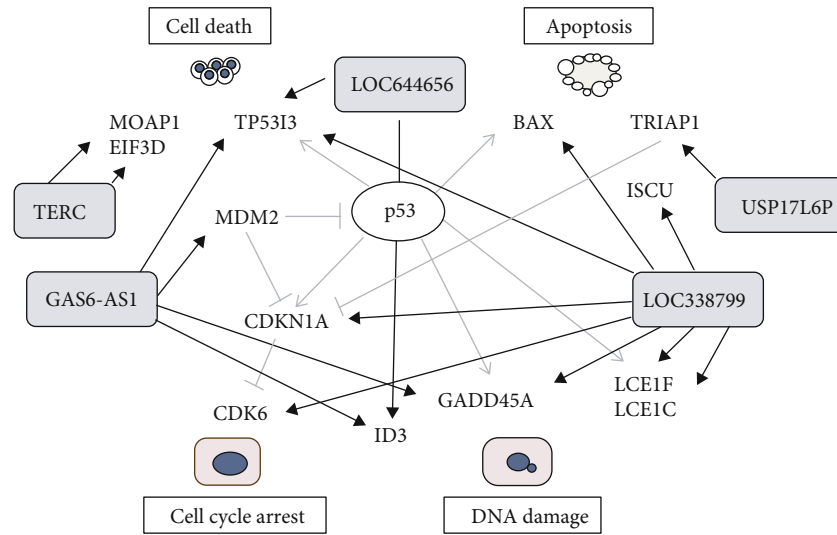 Cell death
Apoptosis
LOC644656
MOAP1
EIF3D
TP53I3
BAX
TRIAP1
TERC
MDM2
p53
ISCU
USP17L6P
GAS6-AS1
CDKN1A
LOC338799
CDK6
ID3
GADD45A
LCE1F
LCE1C
Cell cycle arrest
DNA damage